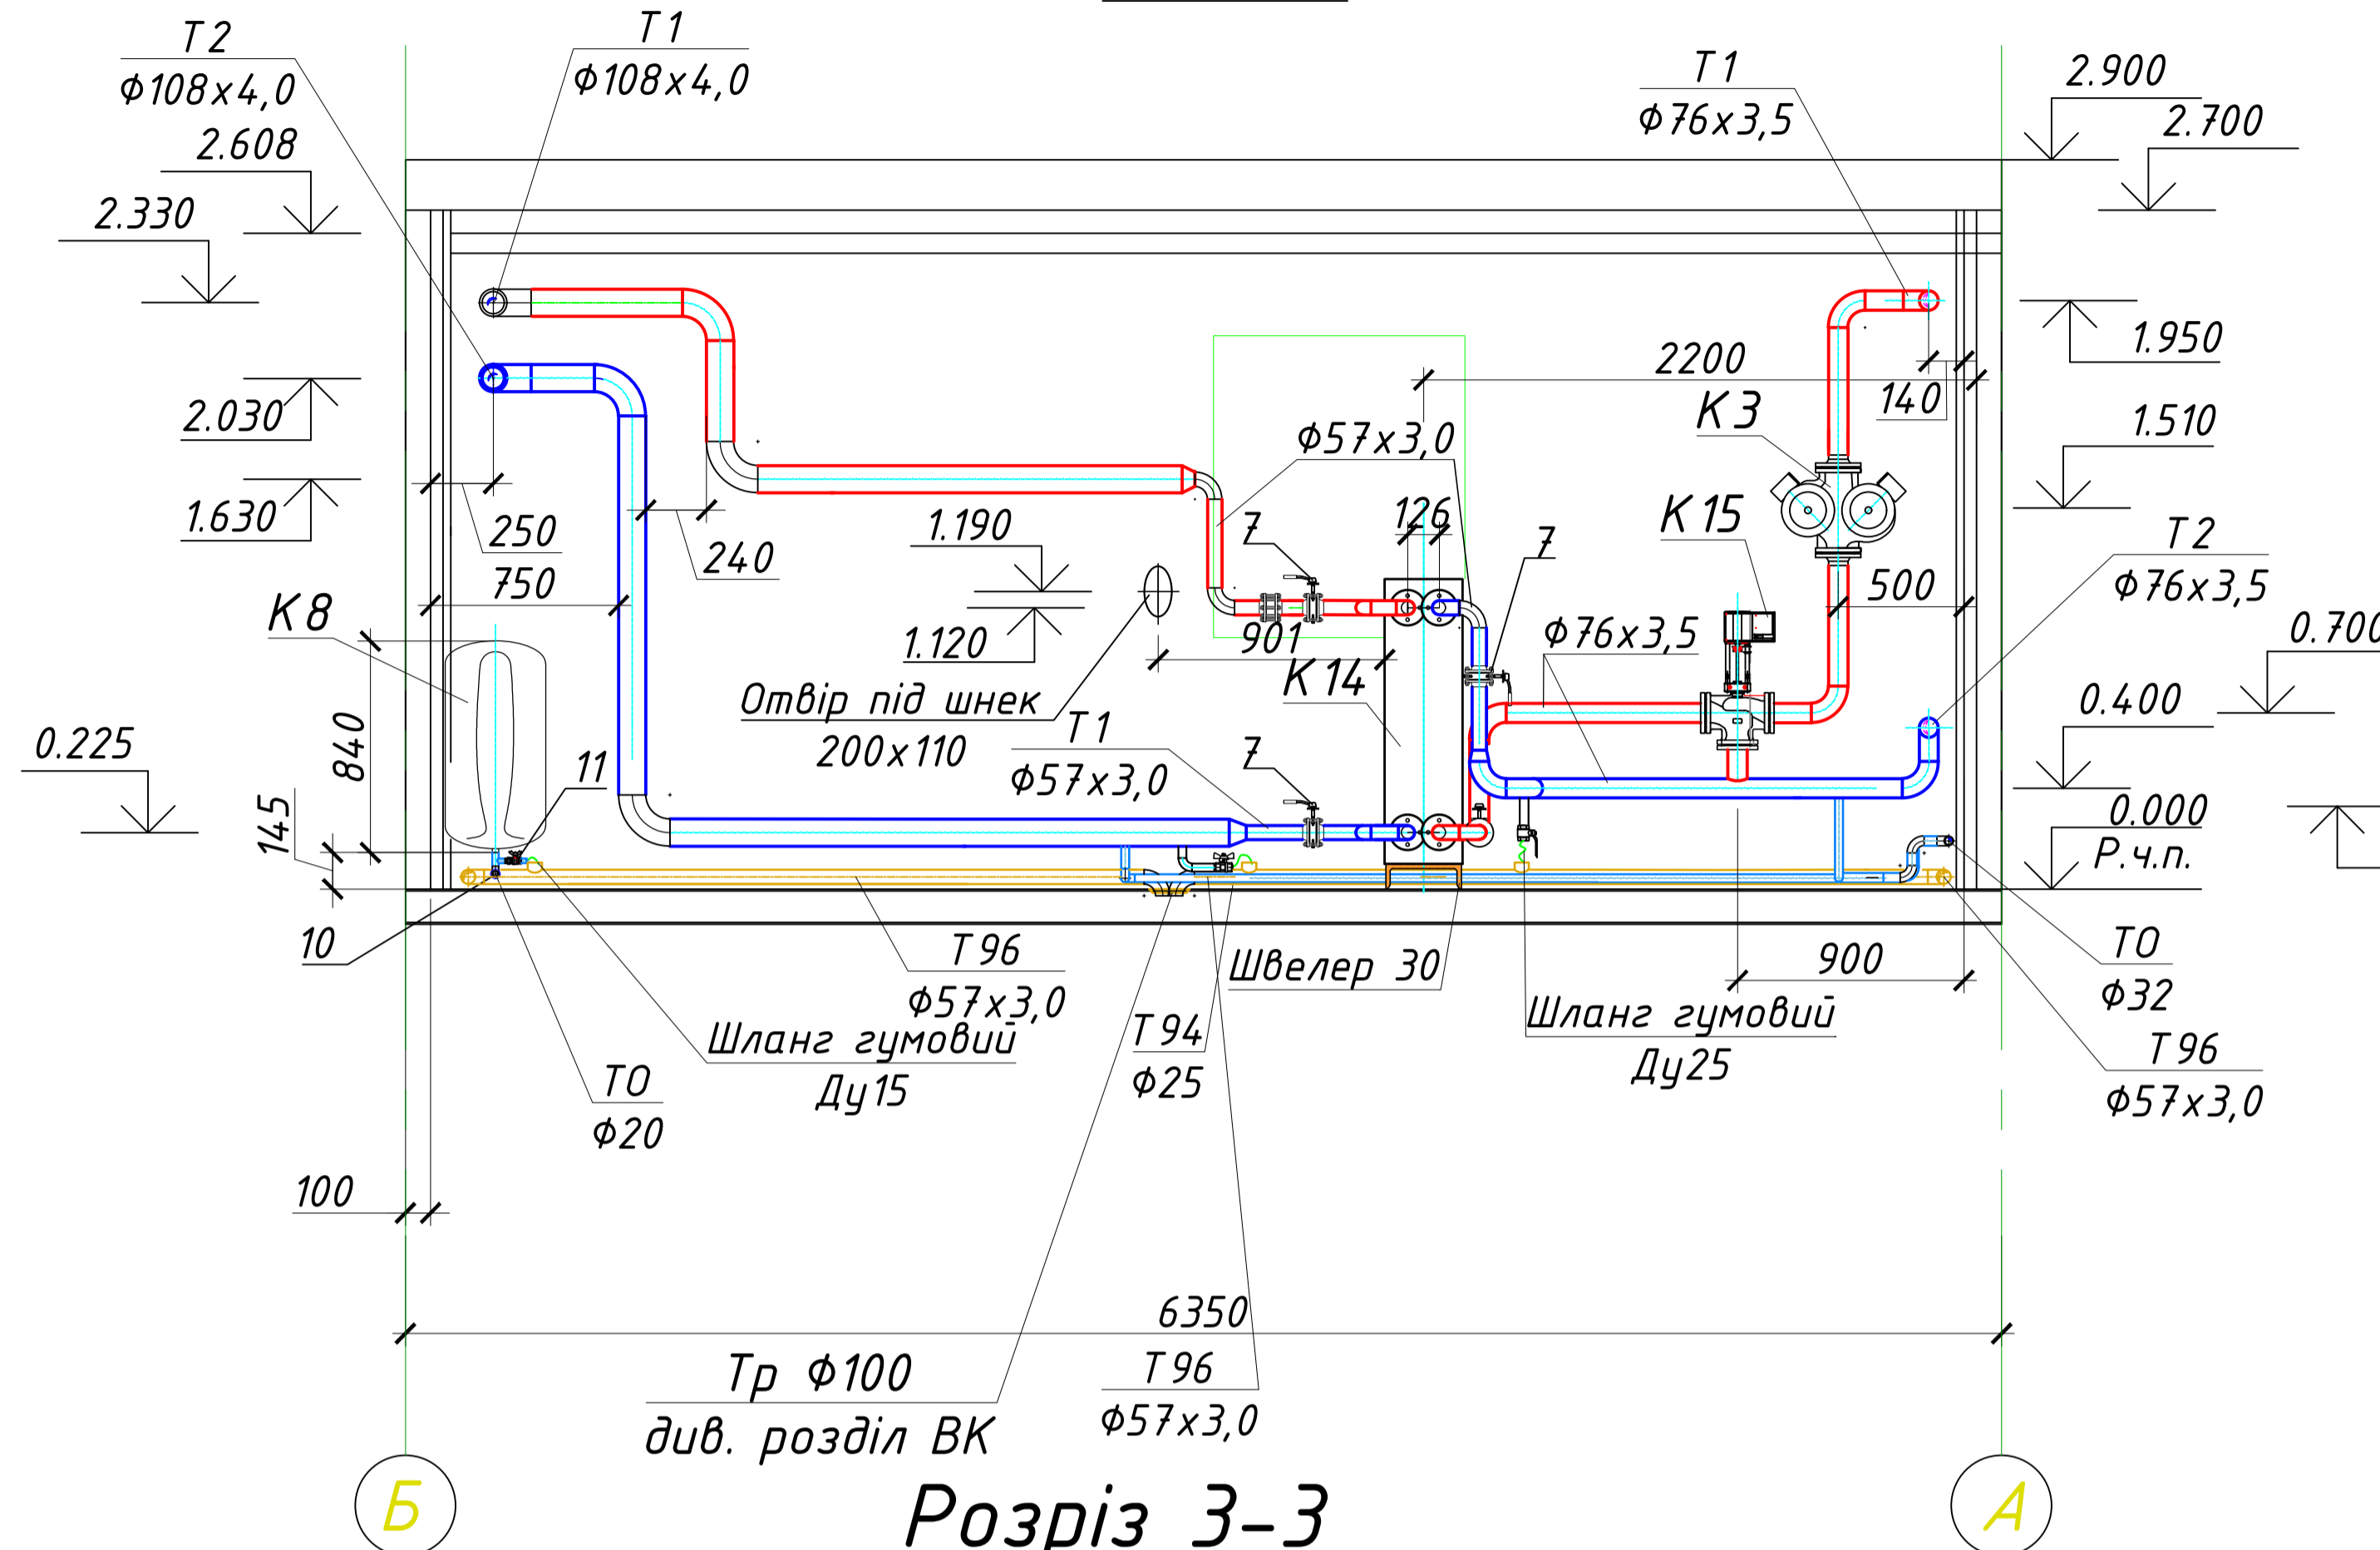 Т2
ф108х4,0
Т1
ф108х4,0
Т1
ф76х3,5
2.900
2.700
2.608
2.330
2.030
1.630
250
750
240
К8
840
145
0.225
11
10
1.190
1.120
901
Отвір під шнек
200х110
Т1
ф57х3,0
ф57х3,0
7
7
7
126
К14
2200
К3
К15
140
500
ф76х3,5
1.950
1.510
Т2
ф76х3,5
0.700
0.400
0.000
Р.ч.п.
Т96
ф57х3,0
Шланг гумовий
Ду15
Т0
ф20
Т94
ф25
Швелер 30
Шланг гумовий
Ду25
900
Т0
ф32
Т96
ф57х3,0
100
6350
Тр ф100
див. розділ ВК
Т96
ф57х3,0
Б
А
Розріз 3-3